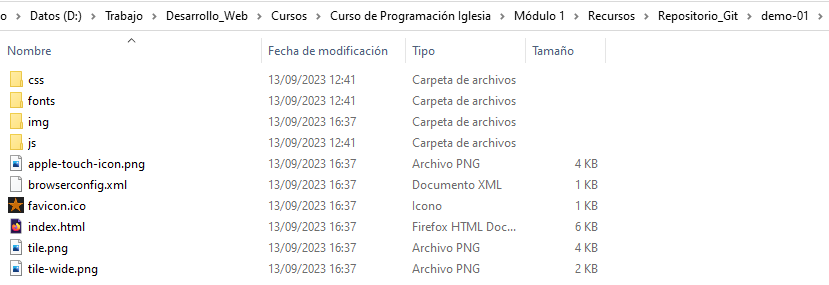 o > Datos (D:) > Trabajo > Desarrollo_Web > Cursos > Curso de Programación Iglesia > Módulo 1 > Recursos > Repositorio_Git > demo-01 >
Nombre Fecha de modificación Tipo Tamaño
css 13/09/2023 12:41 Carpeta de archivos
fonts 13/09/2023 12:41 Carpeta de archivos
img 13/09/2023 16:37 Carpeta de archivos
js 13/09/2023 12:41 Carpeta de archivos
apple-touch-icon.png 13/09/2023 16:37 Archivo PNG 4 KB
browserconfig.xml 13/09/2023 16:37 Documento XML 1 KB
favicon.ico 13/09/2023 16:37 Icono 1 KB
index.html 13/09/2023 16:37 Firefox HTML Doc... 6 KB
tile.png 13/09/2023 16:37 Archivo PNG 4 KB
tile-wide.png 13/09/2023 16:37 Archivo PNG 2 KB